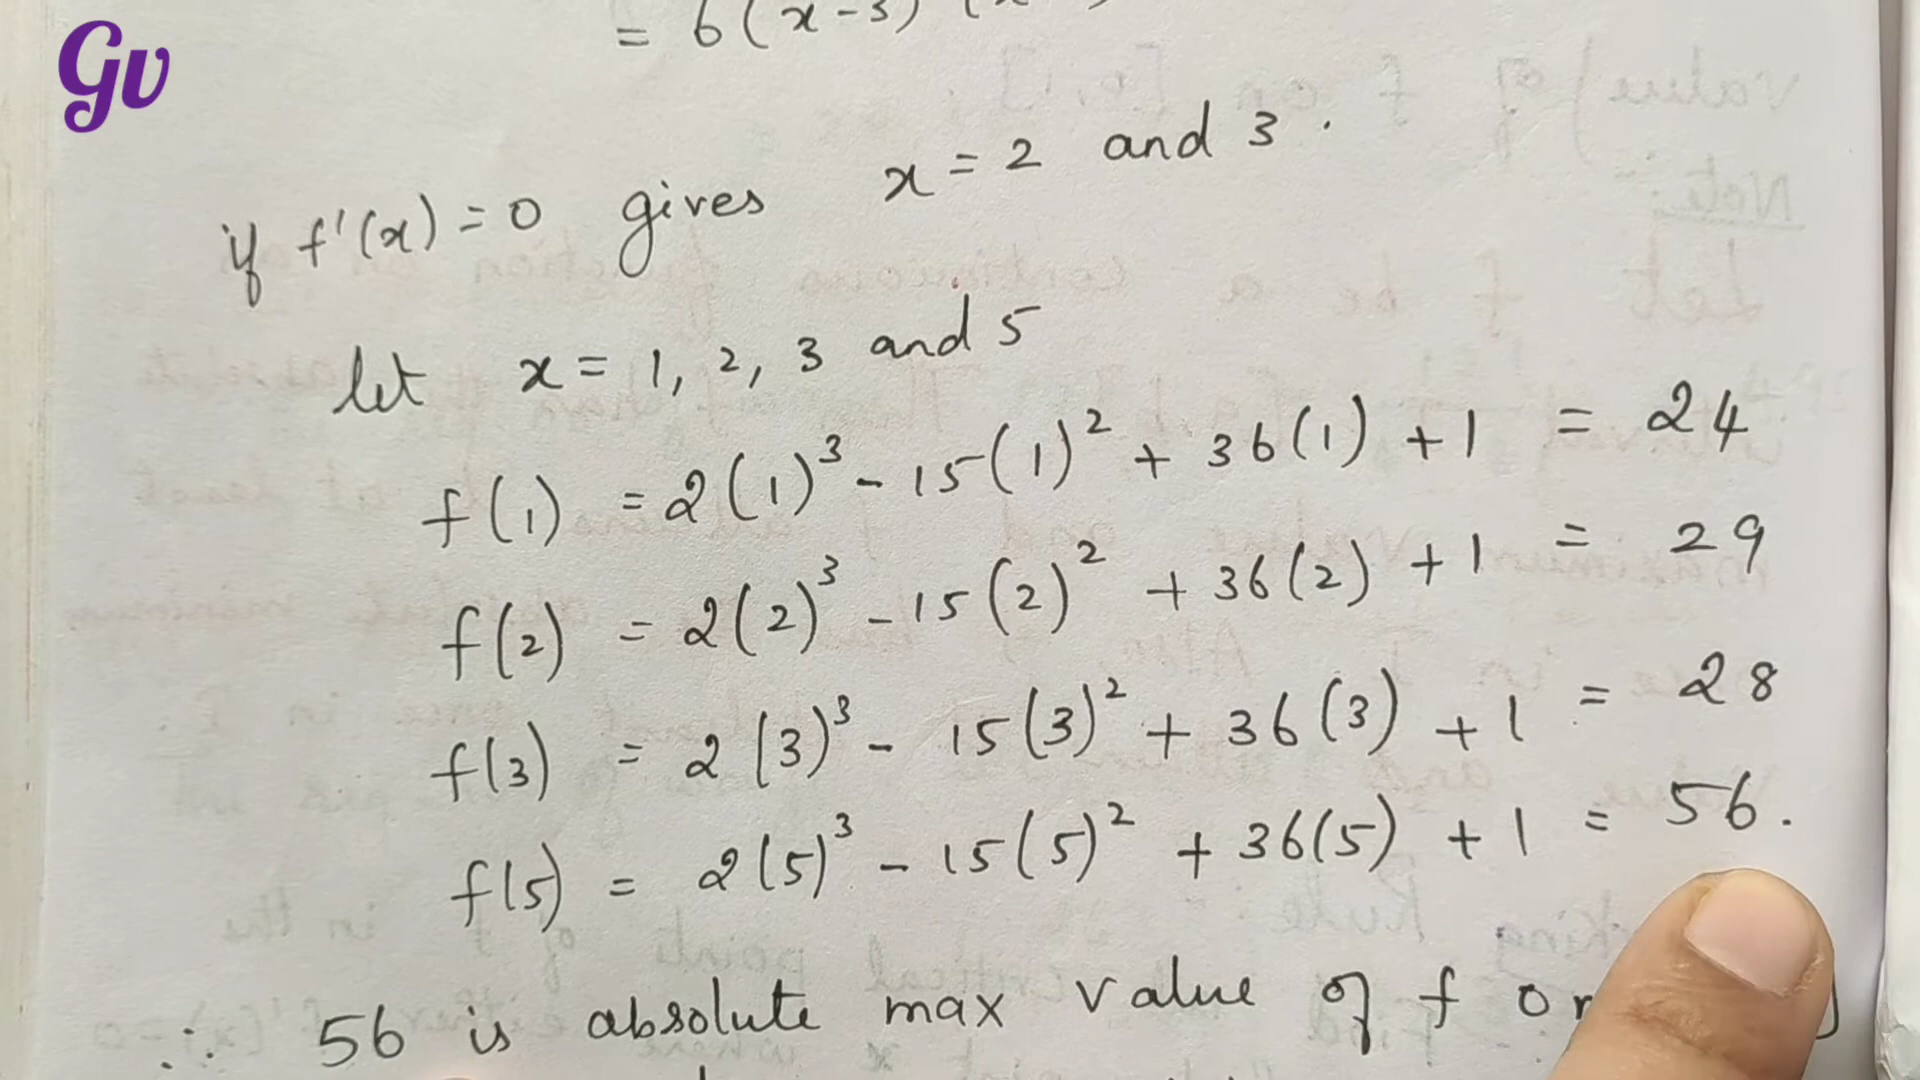 Gv
= 6(x-3)
if f'(x) = 0 gives x = 2 and 3.
let x = 1, 2, 3 and 5
f(1) = 2(1)³ - 15(1)² + 36(1) + 1 = 24
f(2) = 2(2)³ - 15(2)² + 36(2) + 1 = 29
f(3) = 2(3)³ - 15(3)² + 36(3) + 1 = 28
f(5) = 2(5)³ - 15(5)² + 36(5) + 1 = 56.
∴ 56 is absolute max value of f on